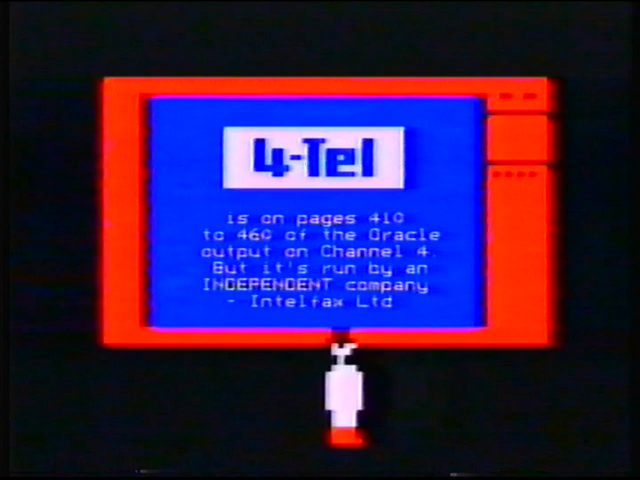 4-Tel
is on pages 410
to 460 of the Oracle
output on Channel 4.
But it's run by an
INDEPENDENT company
- Intelfax Ltd